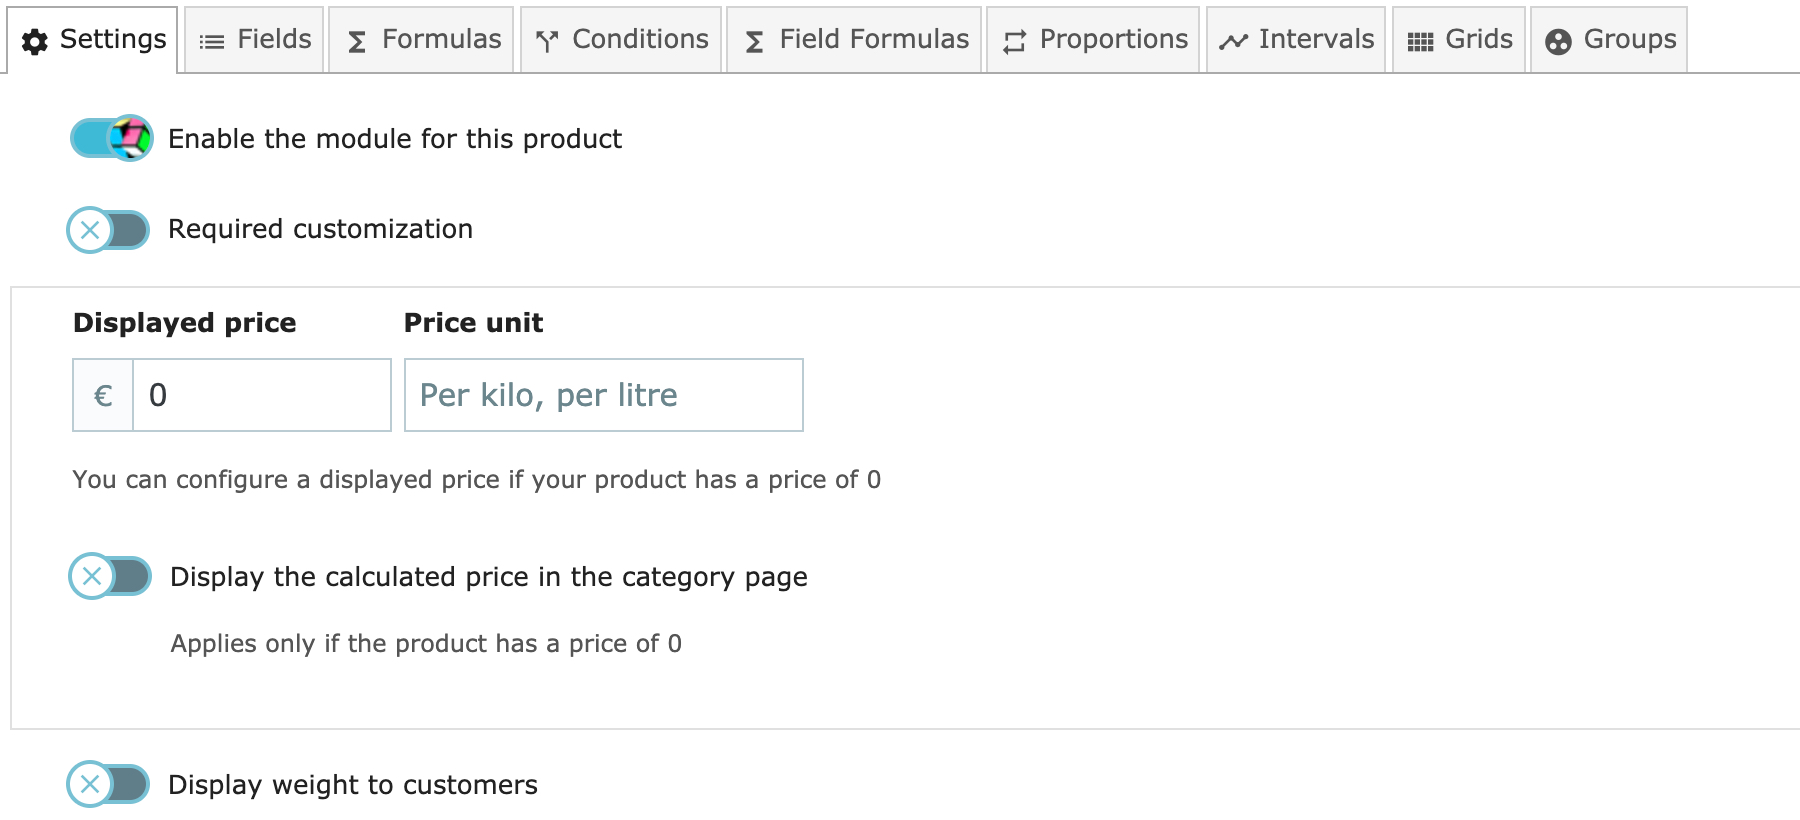 Settings Fields Formulas Conditions Field Formulas Proportions Intervals Grids Groups
Enable the module for this product
Required customization
Displayed price Price unit
€ 0 Per kilo, per litre
You can configure a displayed price if your product has a price of 0
Display the calculated price in the category page
Applies only if the product has a price of 0
Display weight to customers